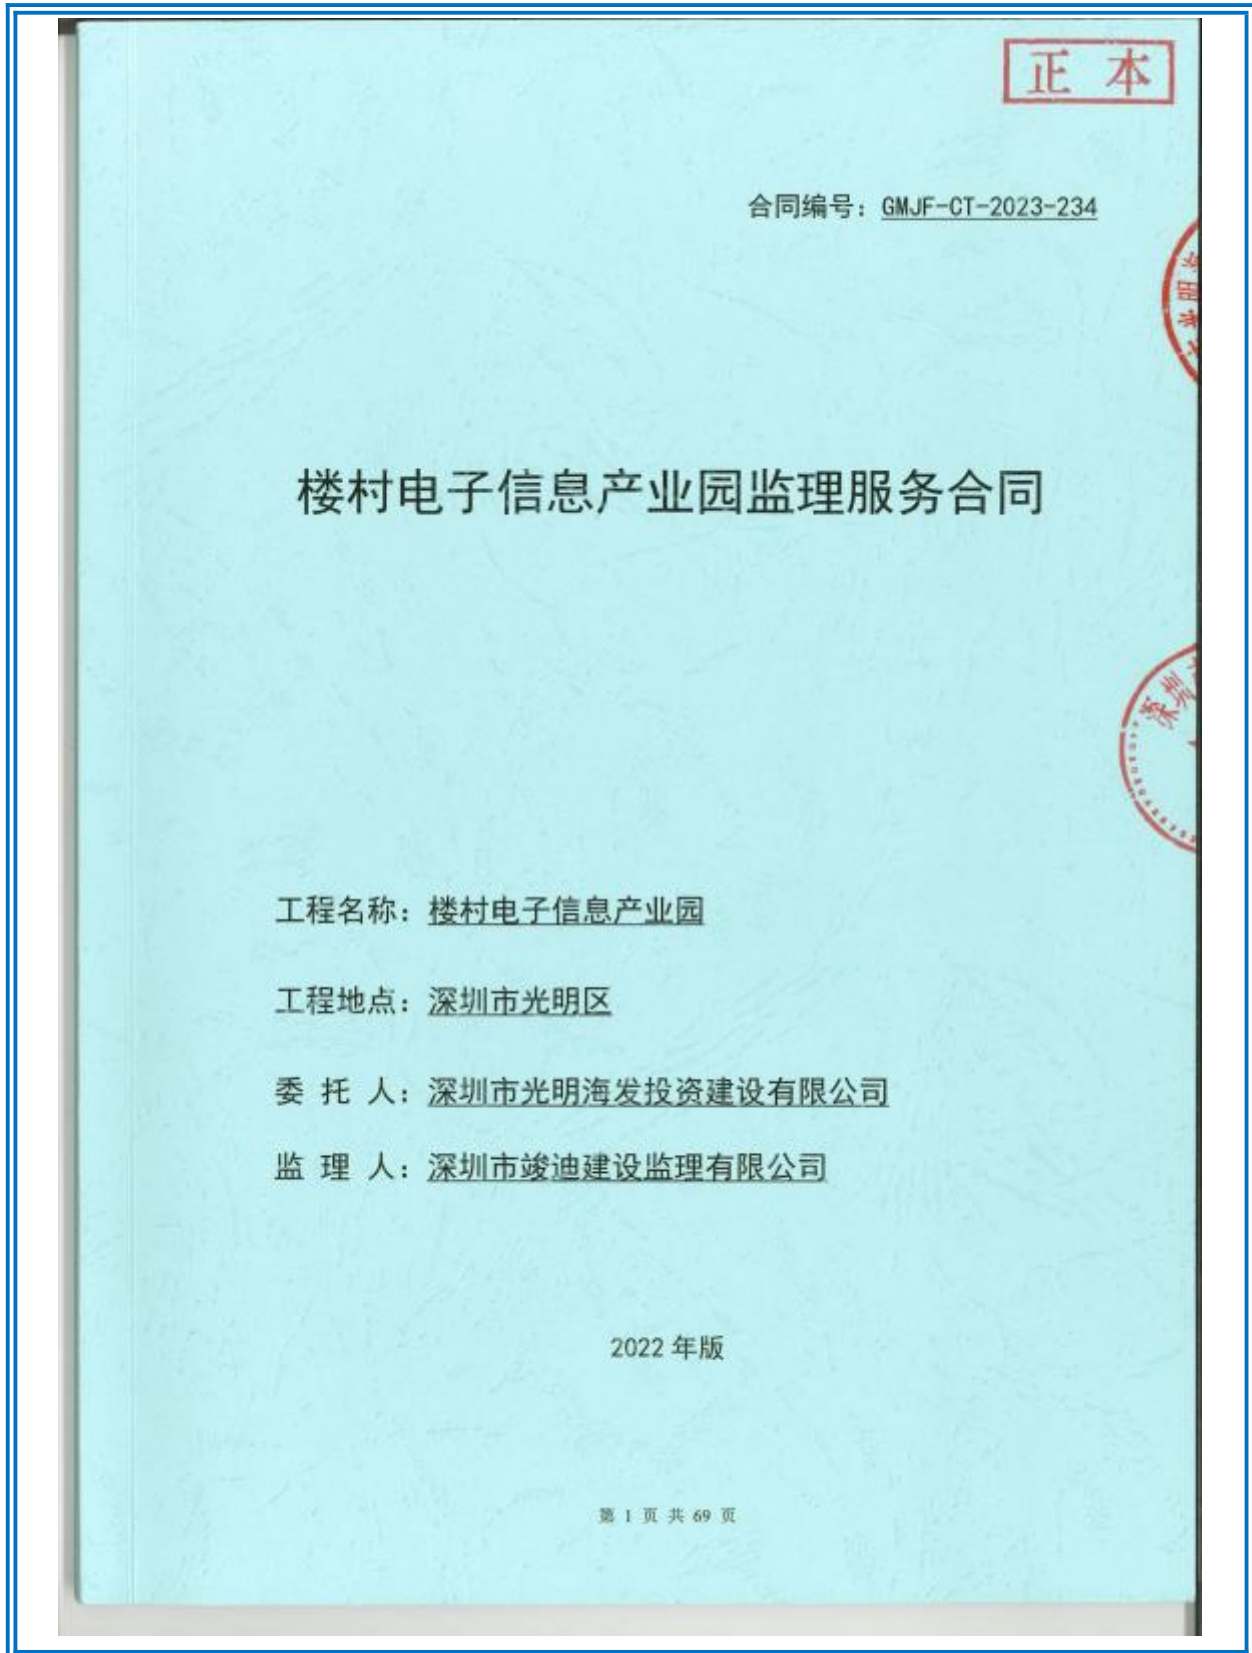 正 本
合同编号：GMJF-CT-2023-234
楼村电子信息产业园监理服务合同
深圳
工程名称：楼村电子信息产业园
工程地点：深圳市光明区
委 托 人：深圳市光明海发投资建设有限公司
监 理 人：深圳市竣迪建设监理有限公司
2022 年版
第 1 页 共 69 页